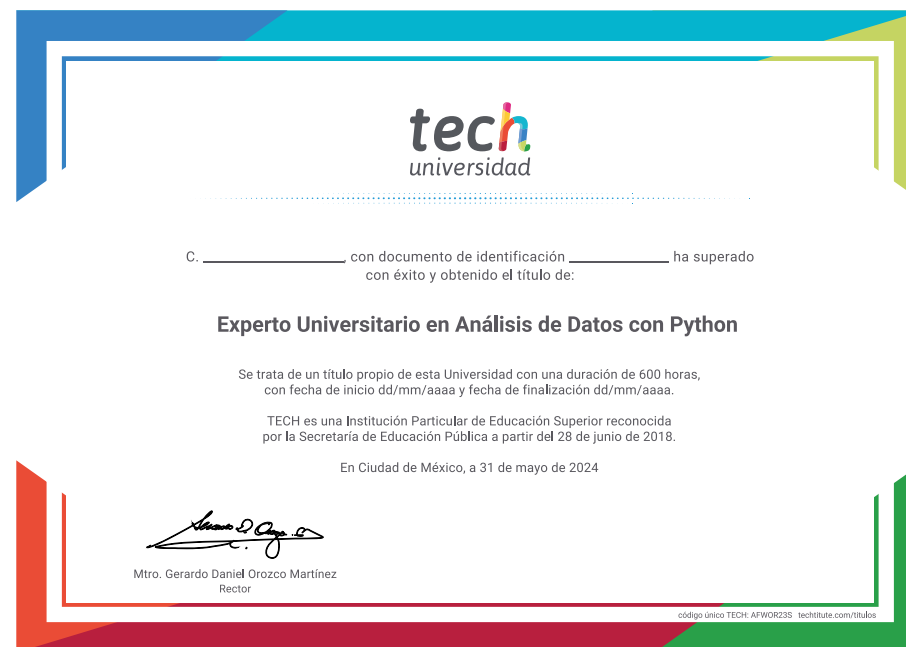 tech
universidad
C. ____________________, con documento de identificación ______________ ha superado
con éxito y obtenido el título de:
Experto Universitario en Análisis de Datos con Python
Se trata de un título propio de esta Universidad con una duración de 600 horas,
con fecha de inicio dd/mm/aaaa y fecha de finalización dd/mm/aaaa.
TECH es una Institución Particular de Educación Superior reconocida
por la Secretaría de Educación Pública a partir del 28 de junio de 2018.
En Ciudad de México, a 31 de mayo de 2024
Mtro. Gerardo Daniel Orozco Martínez
Rector
código único TECH: AFWOR23S techtitute.com/titulos